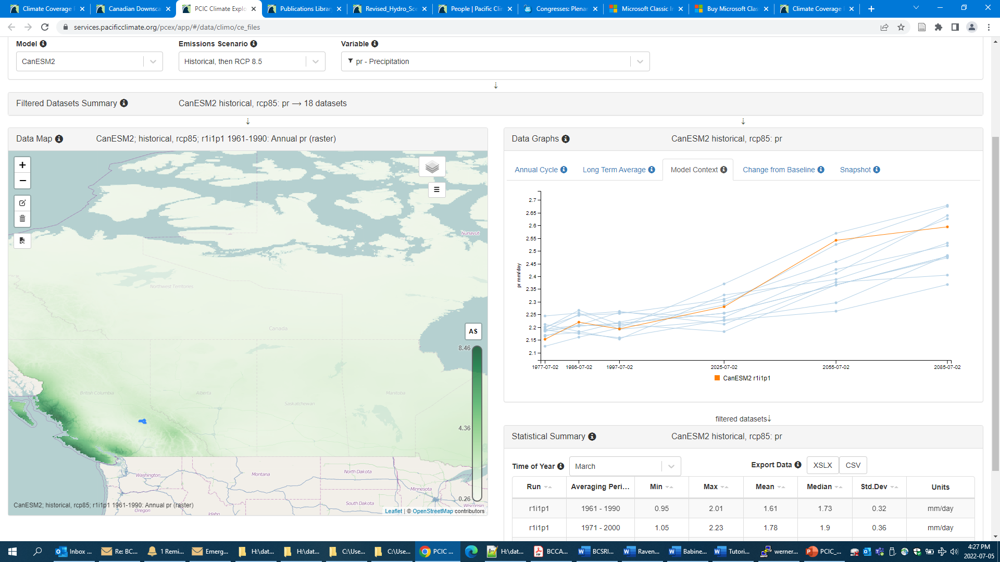 Climate Coverage
Canadian Downsca
PCIC Climate Explo
Publications Librar
Revised_Hydro_Sce
People | Pacific Clim
Congresses: Plenar
Microsoft Classic I
Buy Microsoft Clas
Climate Coverage
services.pacificclimate.org/pcex/app/#/data/climo/ce_files
Model
Emissions Scenario
Variable
CanESM2
Historical, then RCP 8.5
pr - Precipitation
Filtered Datasets Summary
CanESM2 historical, rcp85: pr ⟶ 18 datasets
Data Map
CanESM2; historical, rcp85; r1i1p1 1961-1990: Annual pr (raster)
+
−
Nunavut
Northwest Territories
Canada
British Columbia
Alberta
Saskatchewan
Manitoba
Washington
Montana
North Dakota
Minnesota
South Dakota
Wisconsin
Oregon
Idaho
AS
8.46
4.36
0.26
CanESM2; historical, rcp85; r1i1p1 1961-1990: Annual pr (raster)
Leaflet | © OpenStreetMap contributors
Data Graphs
CanESM2 historical, rcp85: pr
Annual Cycle
Long Term Average
Model Context
Change from Baseline
Snapshot
pr mm/day
2.7
2.65
2.6
2.55
2.5
2.45
2.4
2.35
2.3
2.25
2.2
2.15
2.1
1977-07-02
1986-07-02
1997-07-02
2025-07-02
2055-07-02
2085-07-02
CanESM2 r1i1p1
filtered datasets
Statistical Summary
CanESM2 historical, rcp85: pr
Time of Year
March
Export Data
XSLX
CSV
Run
Averaging Peri...
Min
Max
Mean
Median
Std.Dev
Units
r1i1p1 1961 - 1990 0.95 2.01 1.61 1.73 0.32 mm/day
r1i1p1 1971 - 2000 1.05 2.23 1.78 1.9 0.36 mm/day
Inbox ...
Re: BC...
1 Remi...
Emerg...
H:\dat...
H:\dat...
C:\Use...
C:\Use...
PCIC ...
H:\dat...
BCCA...
BCSRI...
Raven...
Babine...
Tutori...
werner...
PCIC_...
4:27 PM
2022-07-05